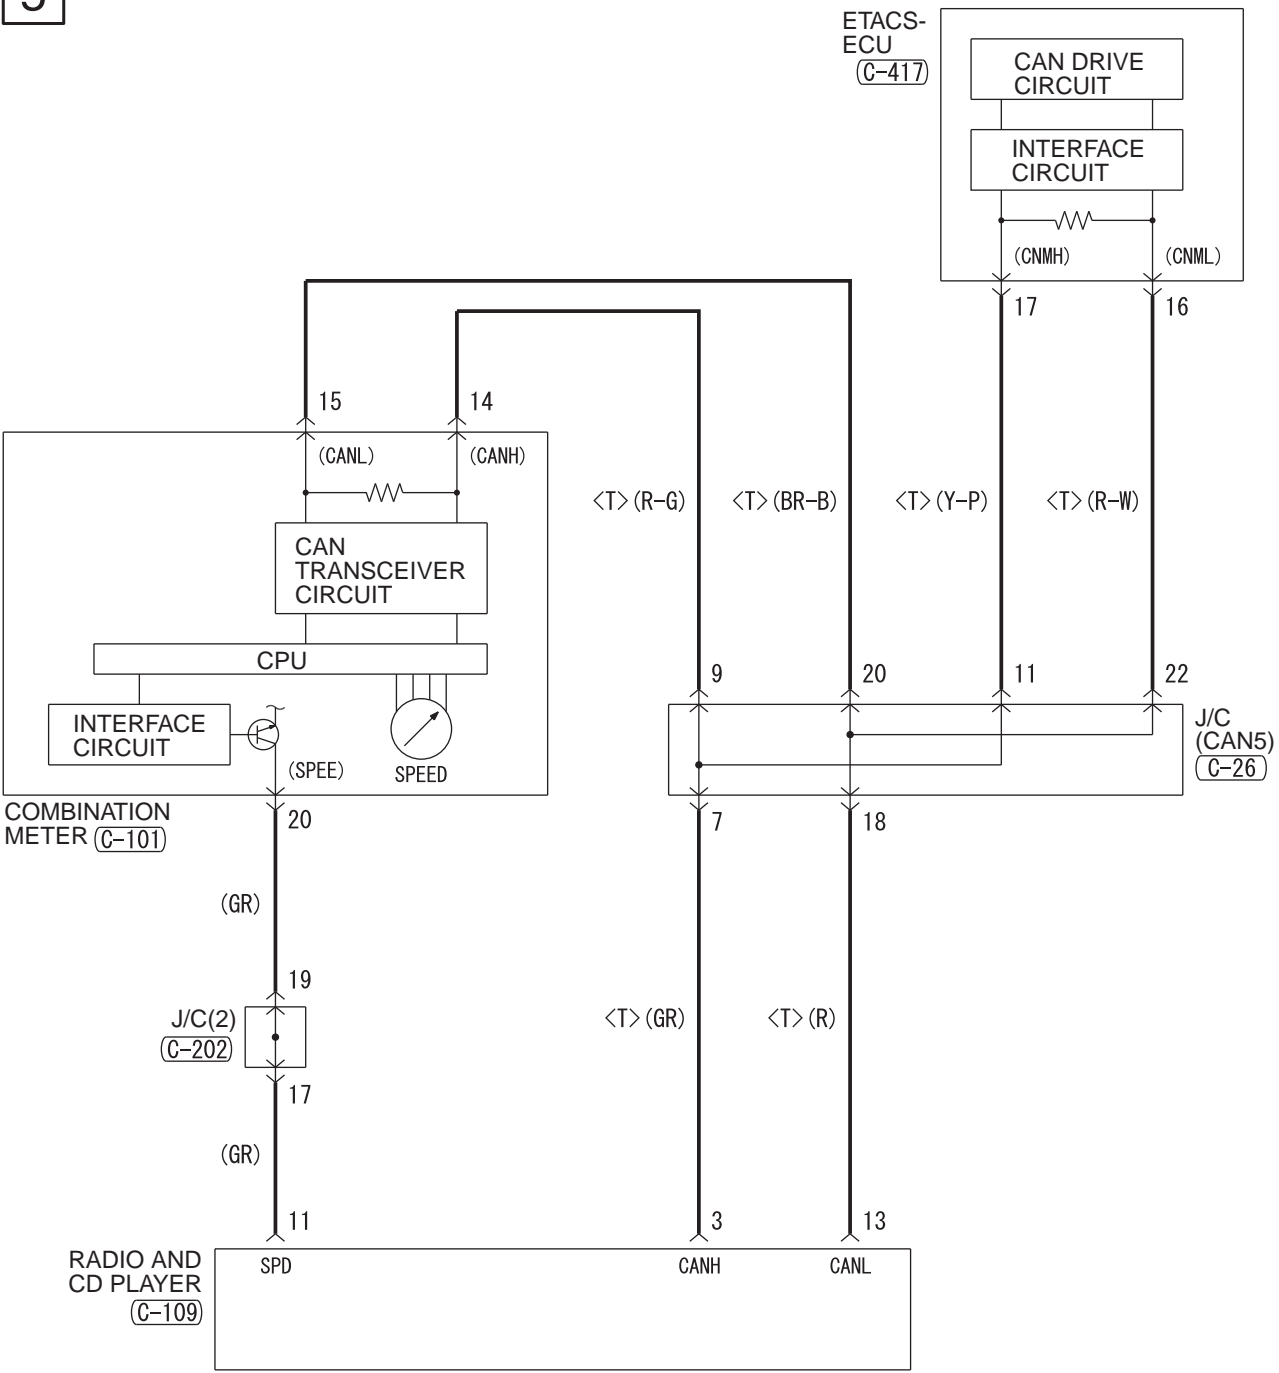 ETACS-
ECU
C-417
CAN DRIVE
CIRCUIT
INTERFACE
CIRCUIT
(CNMH)
(CNML)
17
16
15
14
(CANL)
(CANH)
<T>(R-G)
<T>(BR-B)
<T>(Y-P)
<T>(R-W)
CAN
TRANSCEIVER
CIRCUIT
CPU
INTERFACE
CIRCUIT
(SPEE)
SPEED
9
20
11
22
J/C
(CAN5)
C-26
COMBINATION
METER C-101
20
7
18
(GR)
19
J/C(2)
C-202
<T>(GR)
<T>(R)
17
(GR)
11
3
13
RADIO AND
CD PLAYER
C-109
SPD
CANH
CANL